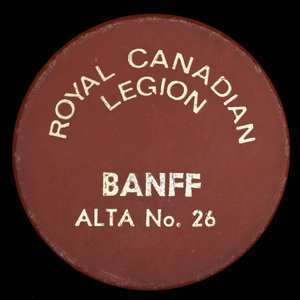 ROYAL CANADIAN
LEGION
BANFF
ALTA No. 26